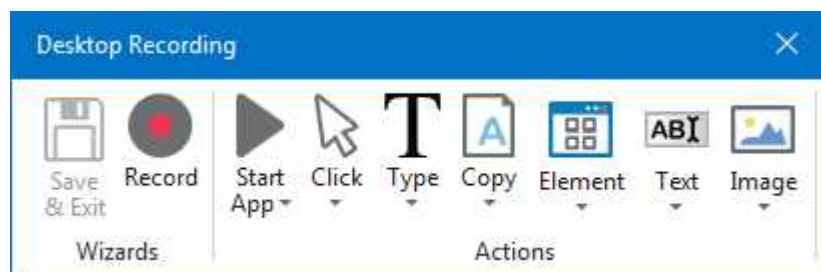 Desktop Recording
Save & Exit
Record
Start App
Click
Type
Copy
Element
Text
Image
Wizards
Actions